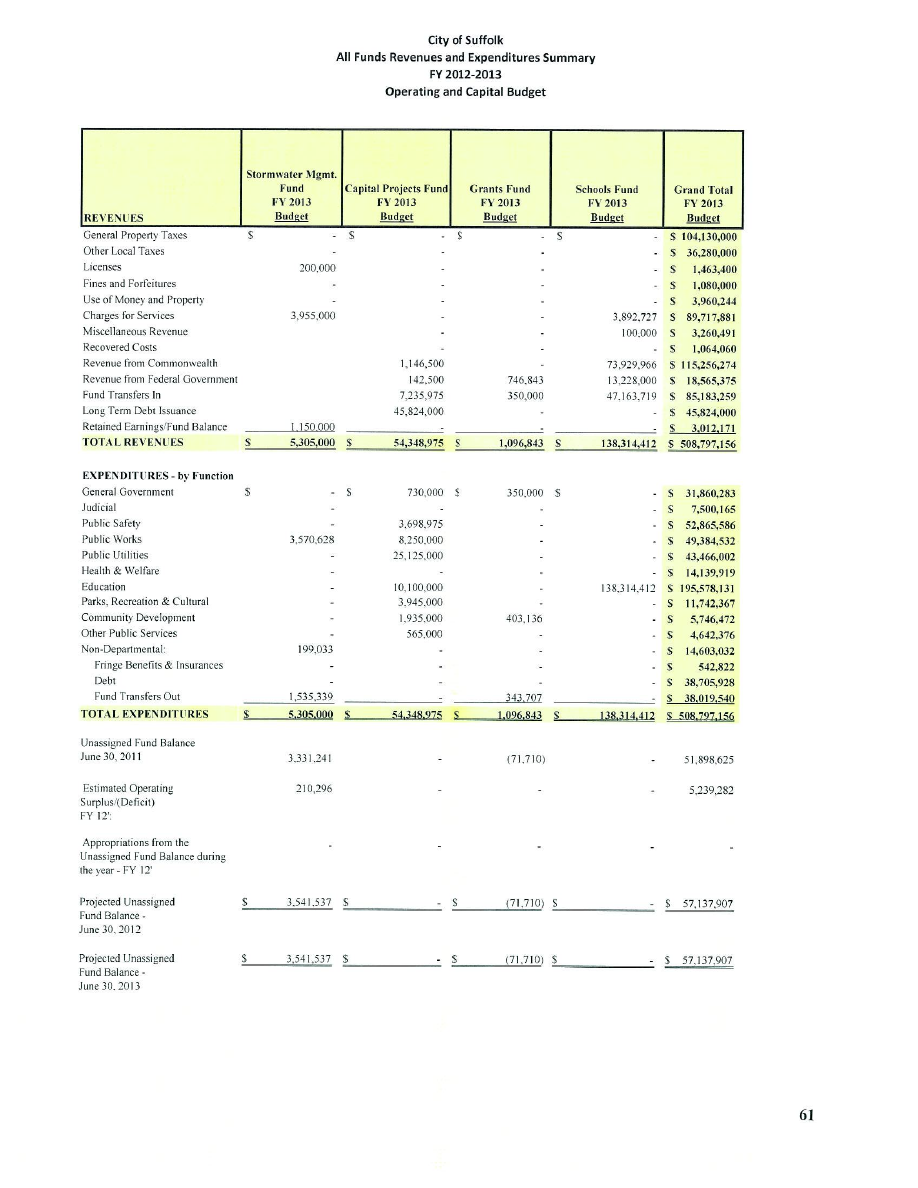 City of Suffolk
All Funds Revenues and Expenditures Summary
FY 2012-2013
Operating and Capital Budget
Stormwater Mgmt. Fund FY 2013 Budget Capital Projects Fund FY 2013 Budget Grants Fund FY 2013 Budget Schools Fund FY 2013 Budget Grand Total FY 2013 Budget
REVENUES
General Property Taxes $ - $ - $ - $ - $ 104,130,000
Other Local Taxes - - - - $ 36,280,000
Licenses 200,000 - - - $ 1,463,400
Fines and Forfeitures - - - - $ 1,080,000
Use of Money and Property - - - - $ 3,960,244
Charges for Services 3,955,000 - - 3,892,727 $ 89,717,881
Miscellaneous Revenue - - 100,000 $ 3,260,491
Recovered Costs - - - $ 1,064,060
Revenue from Commonwealth 1,146,500 - 73,929,966 $ 115,256,274
Revenue from Federal Government 142,500 746,843 13,228,000 $ 18,565,375
Fund Transfers In 7,235,975 350,000 47,163,719 $ 85,183,259
Long Term Debt Issuance 45,824,000 - - $ 45,824,000
Retained Earnings/Fund Balance 1,150,000 - - - $ 3,012,171
TOTAL REVENUES $ 5,305,000 $ 54,348,975 $ 1,096,843 $ 138,314,412 $ 508,797,156
EXPENDITURES - by Function
General Government $ - $ 730,000 $ 350,000 $ - $ 31,860,283
Judicial - - - - $ 7,500,165
Public Safety - 3,698,975 - - $ 52,865,586
Public Works 3,570,628 8,250,000 - - $ 49,384,532
Public Utilities - 25,125,000 - - $ 43,466,002
Health & Welfare - - - - $ 14,139,919
Education - 10,100,000 - 138,314,412 $ 195,578,131
Parks, Recreation & Cultural - 3,945,000 - - $ 11,742,367
Community Development - 1,935,000 403,136 - $ 5,746,472
Other Public Services - 565,000 - - $ 4,642,376
Non-Departmental: 199,033 - - - $ 14,603,032
Fringe Benefits & Insurances - - - - $ 542,822
Debt - - - - $ 38,705,928
Fund Transfers Out 1,535,339 - 343,707 - $ 38,019,540
TOTAL EXPENDITURES $ 5,305,000 $ 54,348,975 $ 1,096,843 $ 138,314,412 $ 508,797,156
Unassigned Fund Balance
June 30, 2011 3,331,241 - (71,710) - 51,898,625
Estimated Operating 210,296 - - - 5,239,282
Surplus/(Deficit)
FY 12':
Appropriations from the - - - - -
Unassigned Fund Balance during
the year - FY 12'
Projected Unassigned $ 3,541,537 $ - $ (71,710) $ - $ 57,137,907
Fund Balance -
June 30, 2012
Projected Unassigned $ 3,541,537 $ - $ (71,710) $ - $ 57,137,907
Fund Balance -
June 30, 2013
61